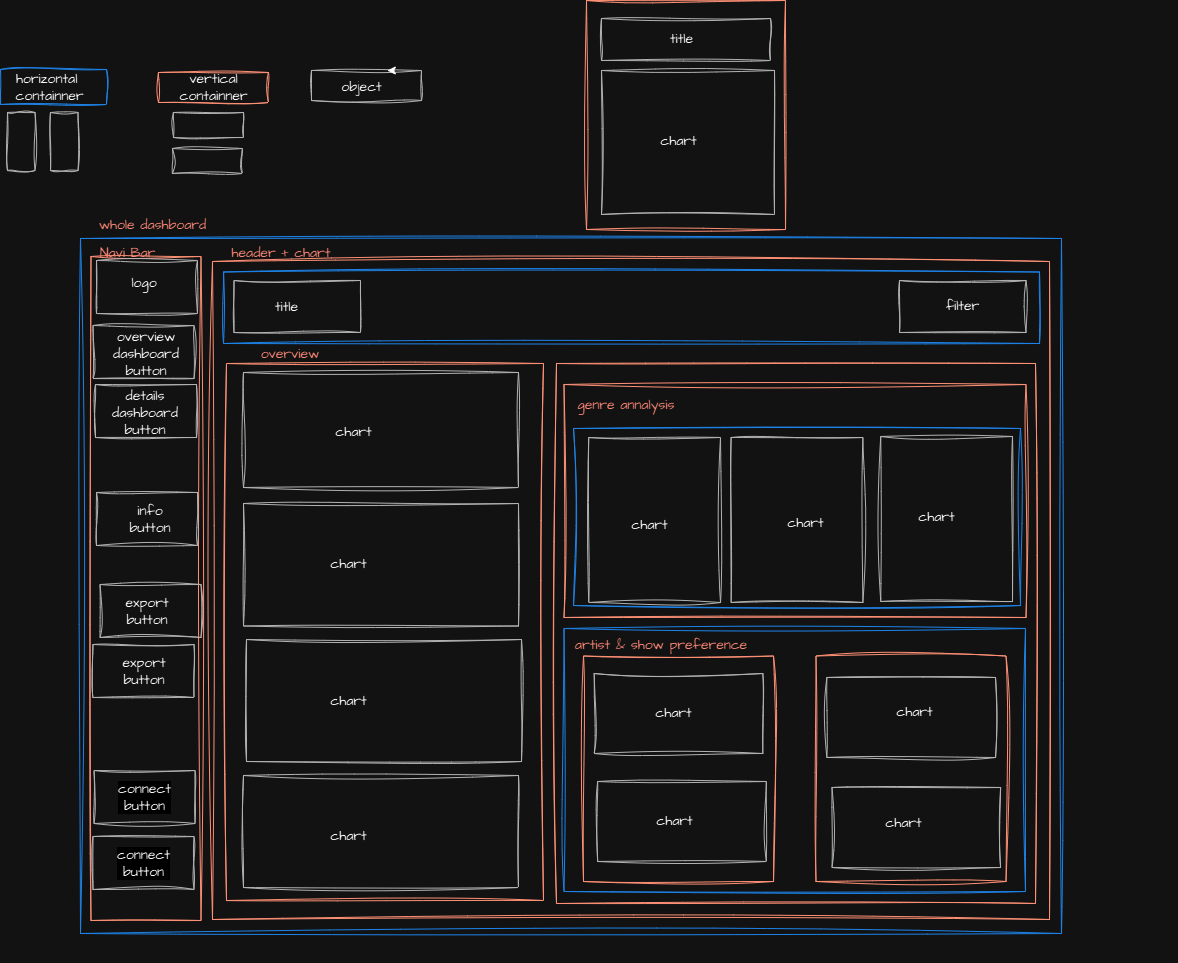 title
horizontal
containner
vertical
containner
object
chart
whole dashboard
Navi Bar
header + chart
logo
title
filter
overview
dashboard
button
details
dashboard
button
info
button
export
button
export
button
connect
button
connect
button
overview
chart
chart
chart
chart
genre annalysis
chart
chart
chart
artist & show preference
chart
chart
chart
chart